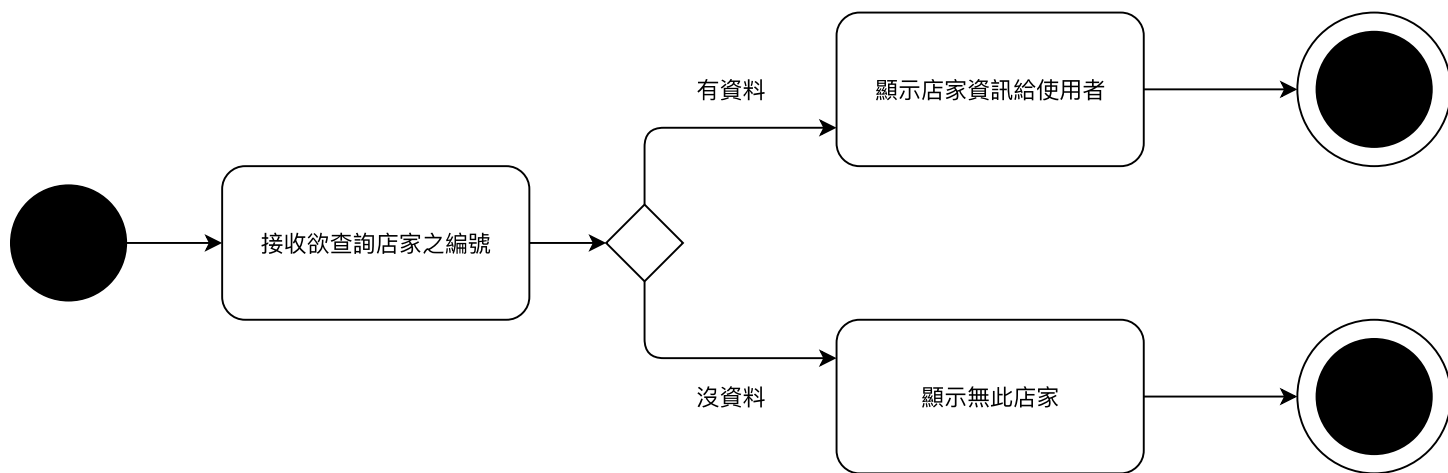 有資料
顯示店家資訊給使用者
接收欲查詢店家之編號
沒資料
顯示無此店家